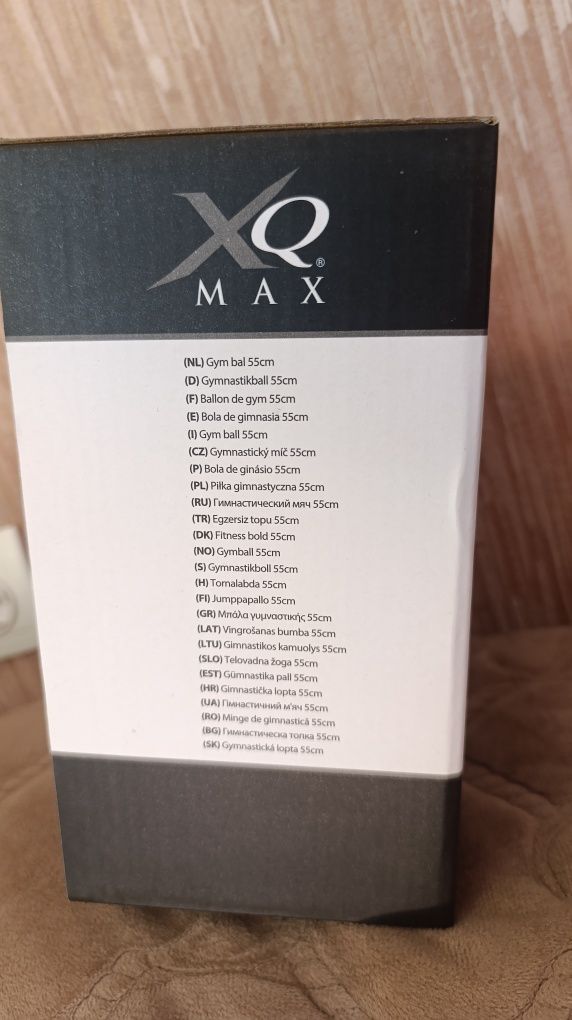 XQ®
MAX
(NL) Gym bal 55cm
(D) Gymnastikball 55cm
(F) Ballon de gym 55cm
(E) Bola de gimnasia 55cm
(I) Gym ball 55cm
(CZ) Gymnastický míč 55cm
(P) Bola de ginásio 55cm
(PL) Piłka gimnastyczna 55cm
(RU) Гимнастический мяч 55cm
(TR) Egzersiz topu 55cm
(DK) Fitness bold 55cm
(NO) Gymball 55cm
(S) Gymnastikboll 55cm
(H) Tornalabda 55cm
(FI) Jumppapallo 55cm
(GR) Μπάλα γυμναστικής 55cm
(LAT) Vingrošanas bumba 55cm
(LTU) Gimnastikos kamuolys 55cm
(SLO) Telovadna žoga 55cm
(EST) Gümnastika pall 55cm
(HR) Gimnastička lopta 55cm
(UA) Гімнастичний м'яч 55cm
(RO) Minge de gimnastică 55cm
(BG) Гимнастическа топка 55cm
(SK) Gymnastická lopta 55cm